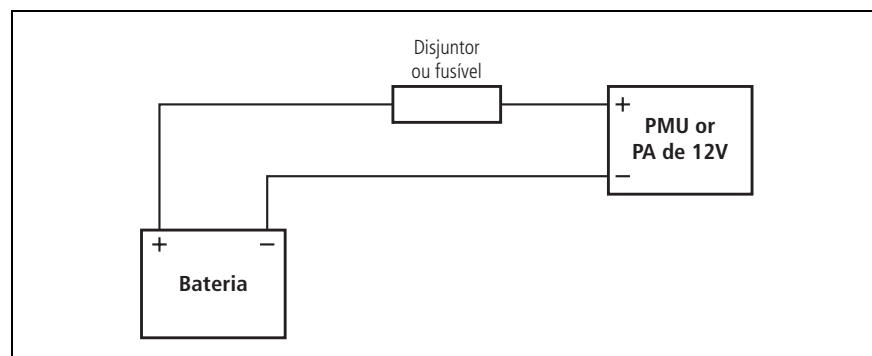 Disjuntor
ou fusível
+
PMU or
PA de 12V
−
+ −
Bateria